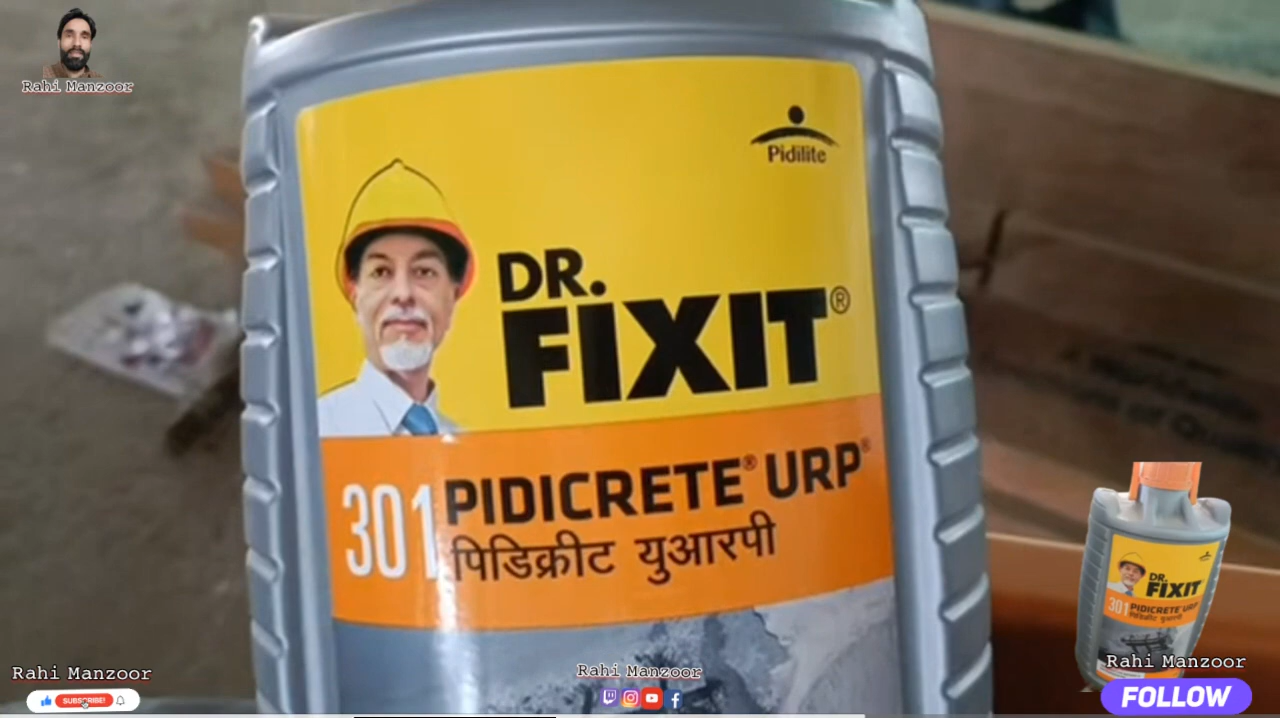 Rahi Manzoor
Pidilite
DR.
FIXIT®
301 PIDICRETE® URP®
पिडिक्रीट युआरपी
DR.
FIXIT
301 PIDICRETE URP
पिडिक्रीट युआरपी
Rahi Manzoor
SUBSCRIBE!
Rahi Manzoor
Rahi Manzoor
FOLLOW